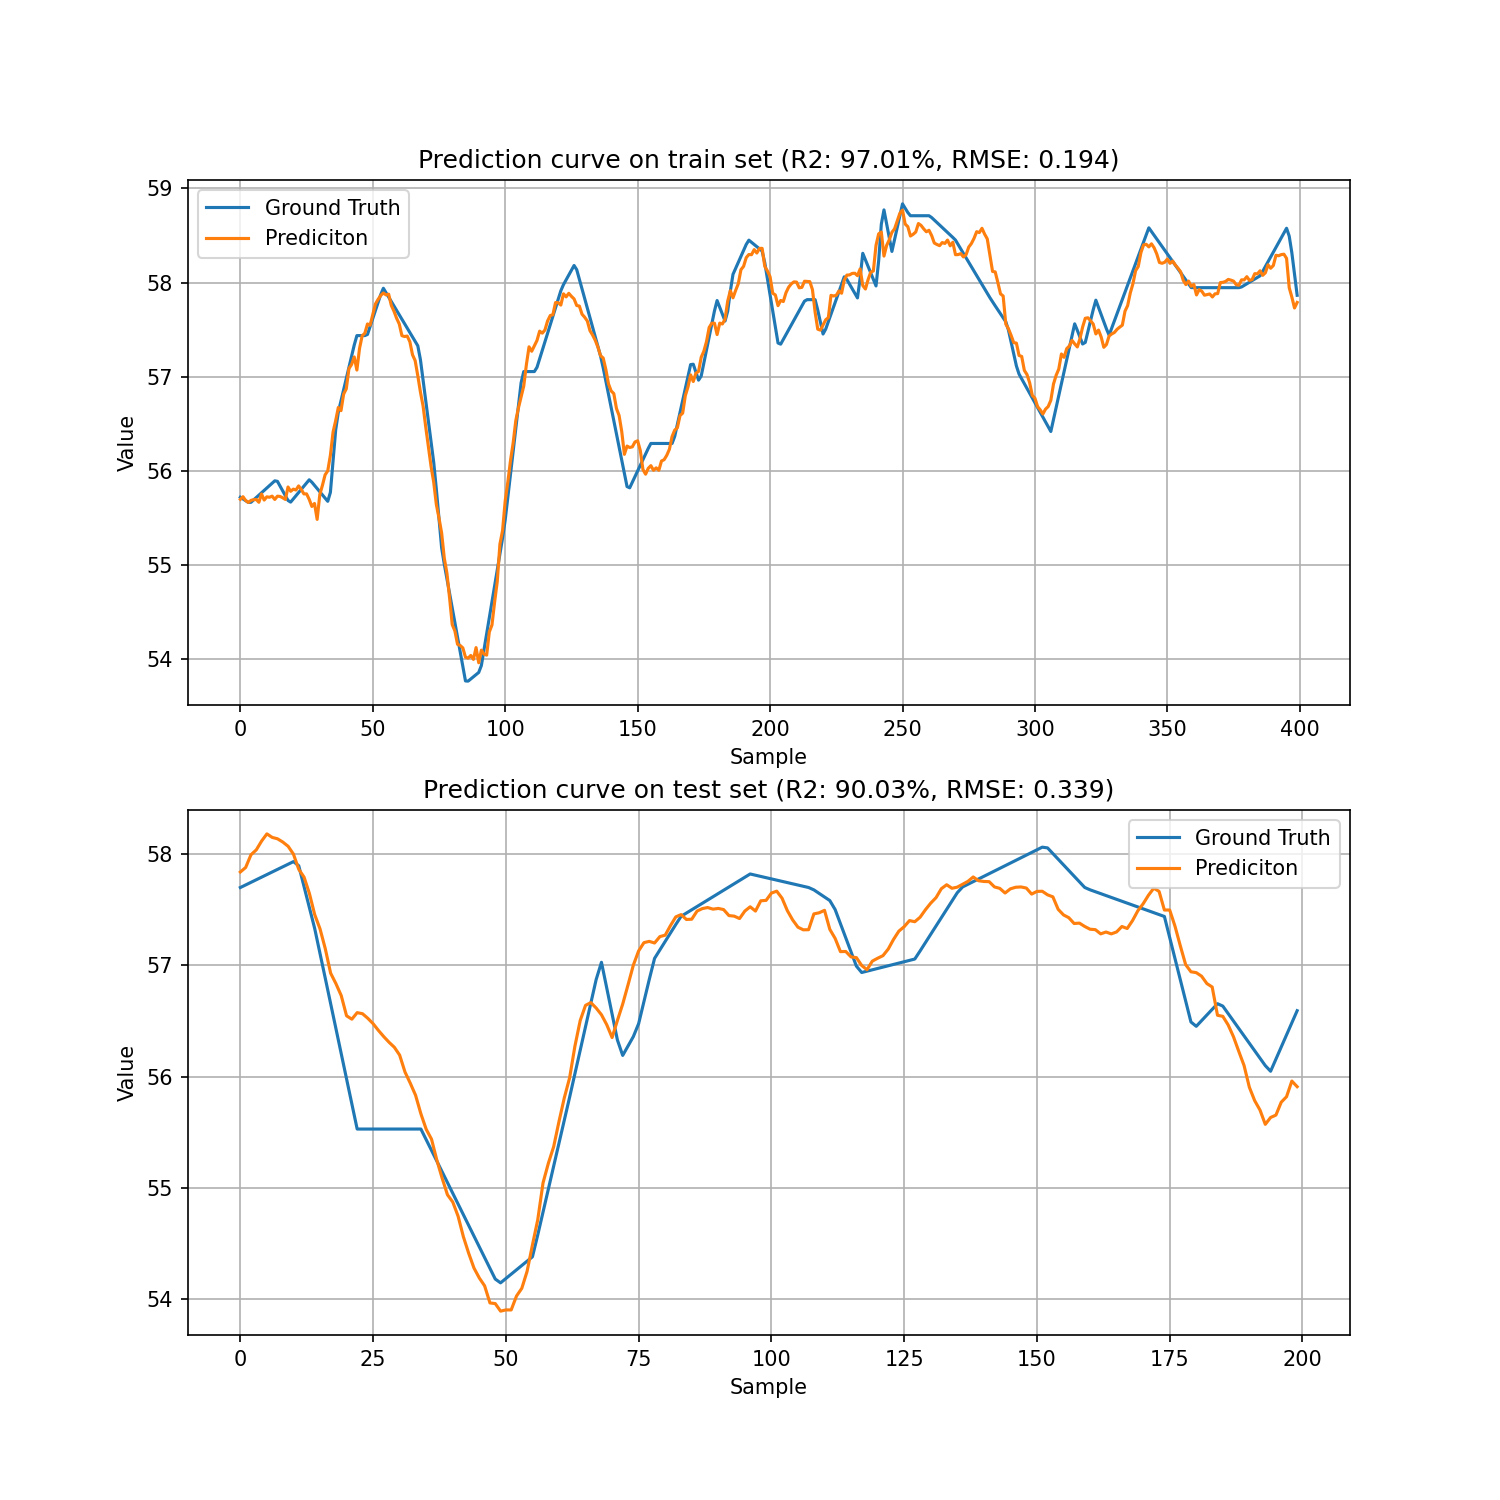 Prediction curve on train set (R2: 97.01%, RMSE: 0.194)
Ground Truth
Prediciton
59
58
57
56
55
54
Value
0 50 100 150 200 250 300 350 400
Sample
Prediction curve on test set (R2: 90.03%, RMSE: 0.339)
Ground Truth
Prediciton
58
57
56
55
54
Value
0 25 50 75 100 125 150 175 200
Sample